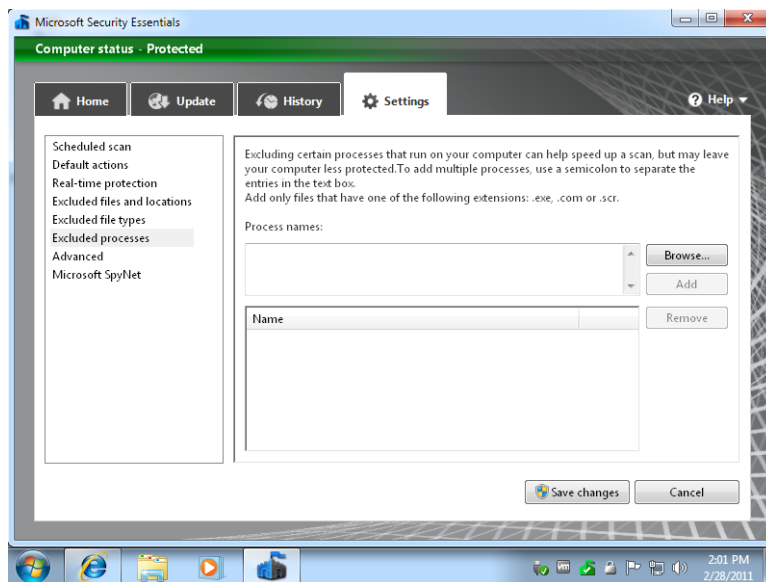 Microsoft Security Essentials
Computer status - Protected
Home
Update
History
Settings
Help
Scheduled scan
Default actions
Real-time protection
Excluded files and locations
Excluded file types
Excluded processes
Advanced
Microsoft SpyNet
Excluding certain processes that run on your computer can help speed up a scan, but may leave
your computer less protected.To add multiple processes, use a semicolon to separate the
entries in the text box.
Add only files that have one of the following extensions: .exe, .com or .scr.
Process names:
Browse...
Add
Name
Remove
Save changes
Cancel
2:01 PM
2/28/2011